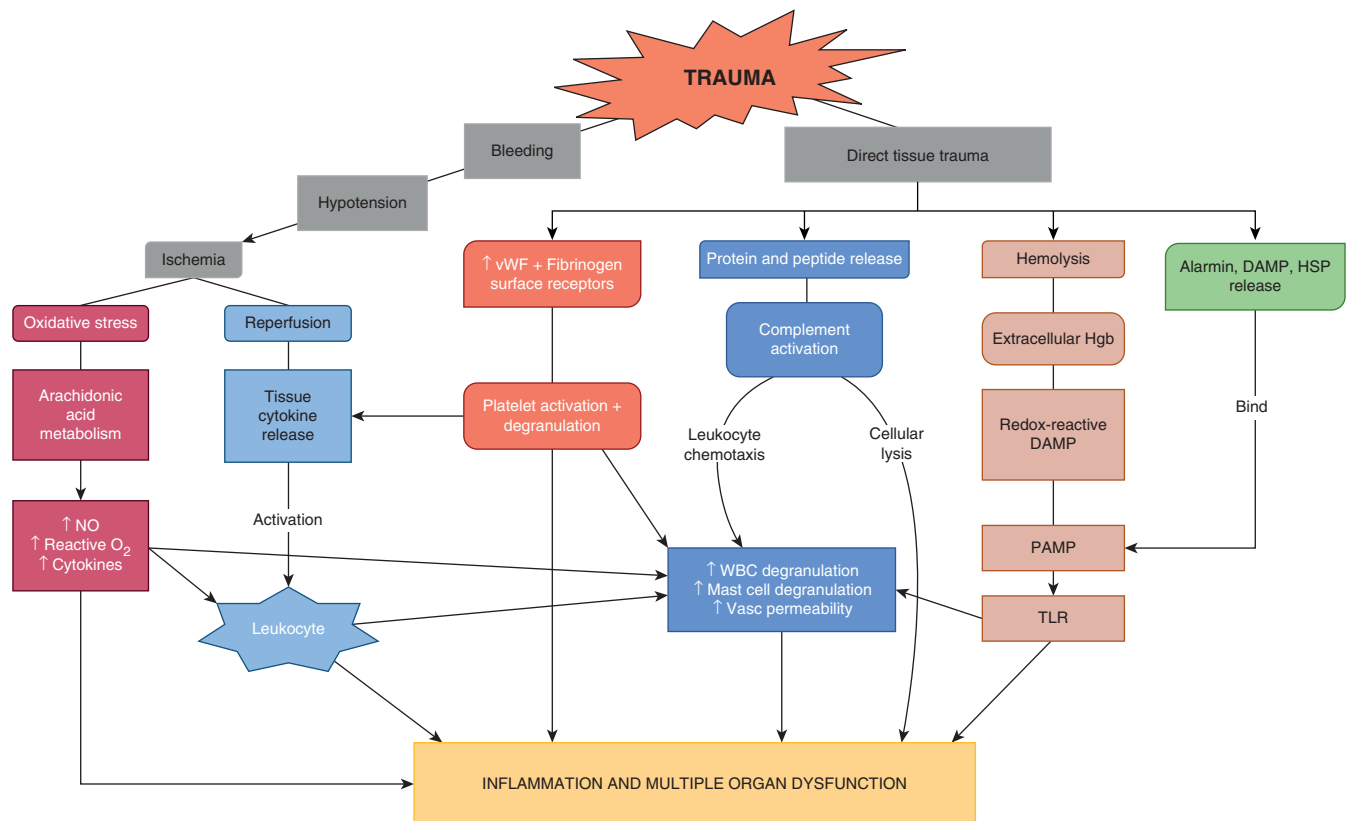 TRAUMA
Bleeding
Direct tissue trauma
Hypotension
Ischemia
↑ vWF + Fibrinogen
surface receptors
Protein and peptide release
Hemolysis
Alarmin, DAMP, HSP
release
Oxidative stress
Reperfusion
Complement
activation
Extracellular Hgb
Arachidonic
acid
metabolism
Tissue
cytokine
release
Platelet activation +
degranulation
Leukocyte
chemotaxis
Cellular
lysis
Redox-reactive
DAMP
Bind
↑ NO
↑ Reactive O₂
↑ Cytokines
Activation
PAMP
↑ WBC degranulation
↑ Mast cell degranulation
↑ Vasc permeability
Leukocyte
TLR
INFLAMMATION AND MULTIPLE ORGAN DYSFUNCTION